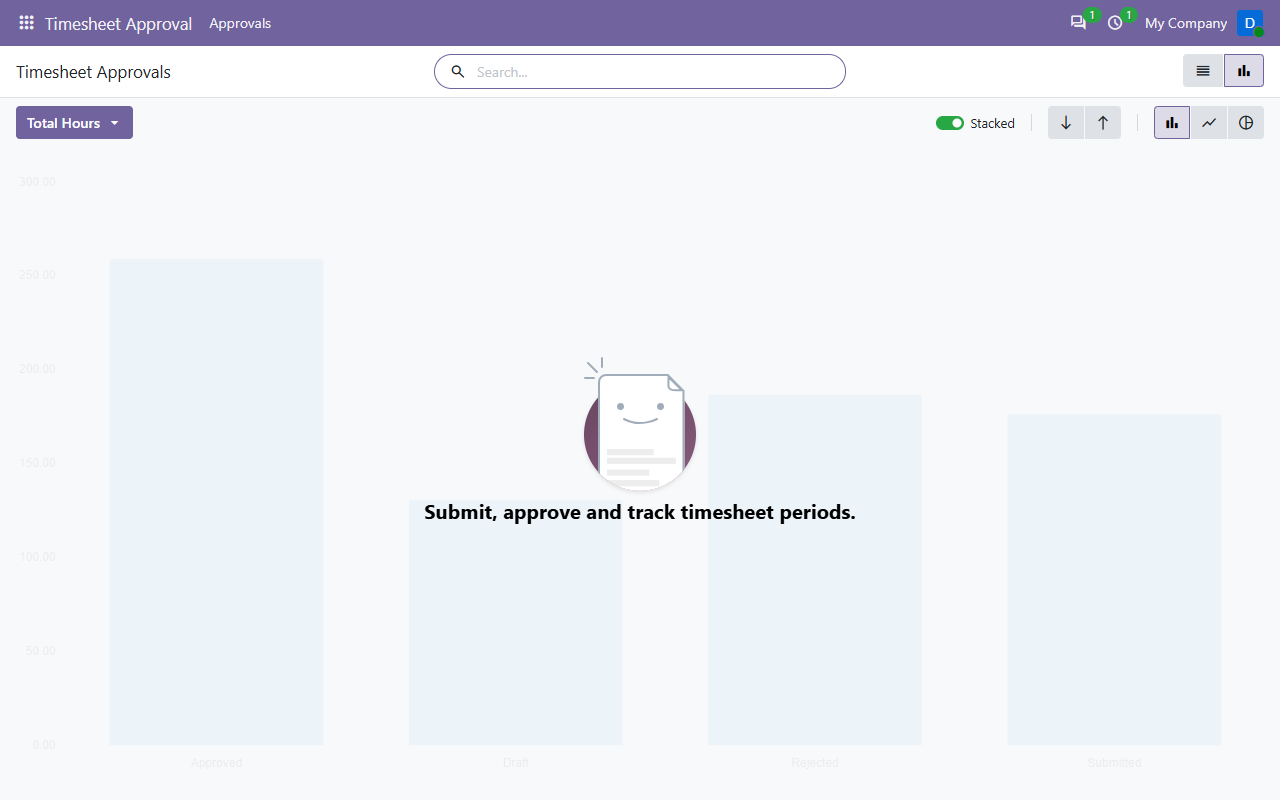 Timesheet Approval
Approvals
1
1
My Company
D
Timesheet Approvals
Search...
Total Hours
Stacked
300.00
250.00
200.00
150.00
100.00
50.00
0.00
Submit, approve and track timesheet periods.
Approved
Draft
Rejected
Submitted